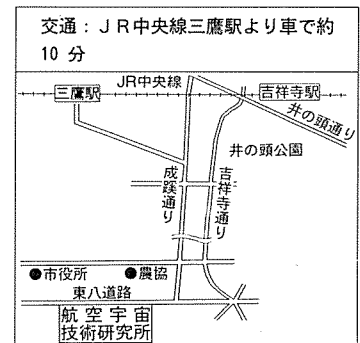 交通：ＪＲ中央線三鷹駅より車で約
10 分
JR中央線
三鷹駅
吉祥寺駅
井の頭通り
井の頭公園
成蹊通り
吉祥寺通り
●市役所
●農協
東八道路
航空宇宙
技術研究所